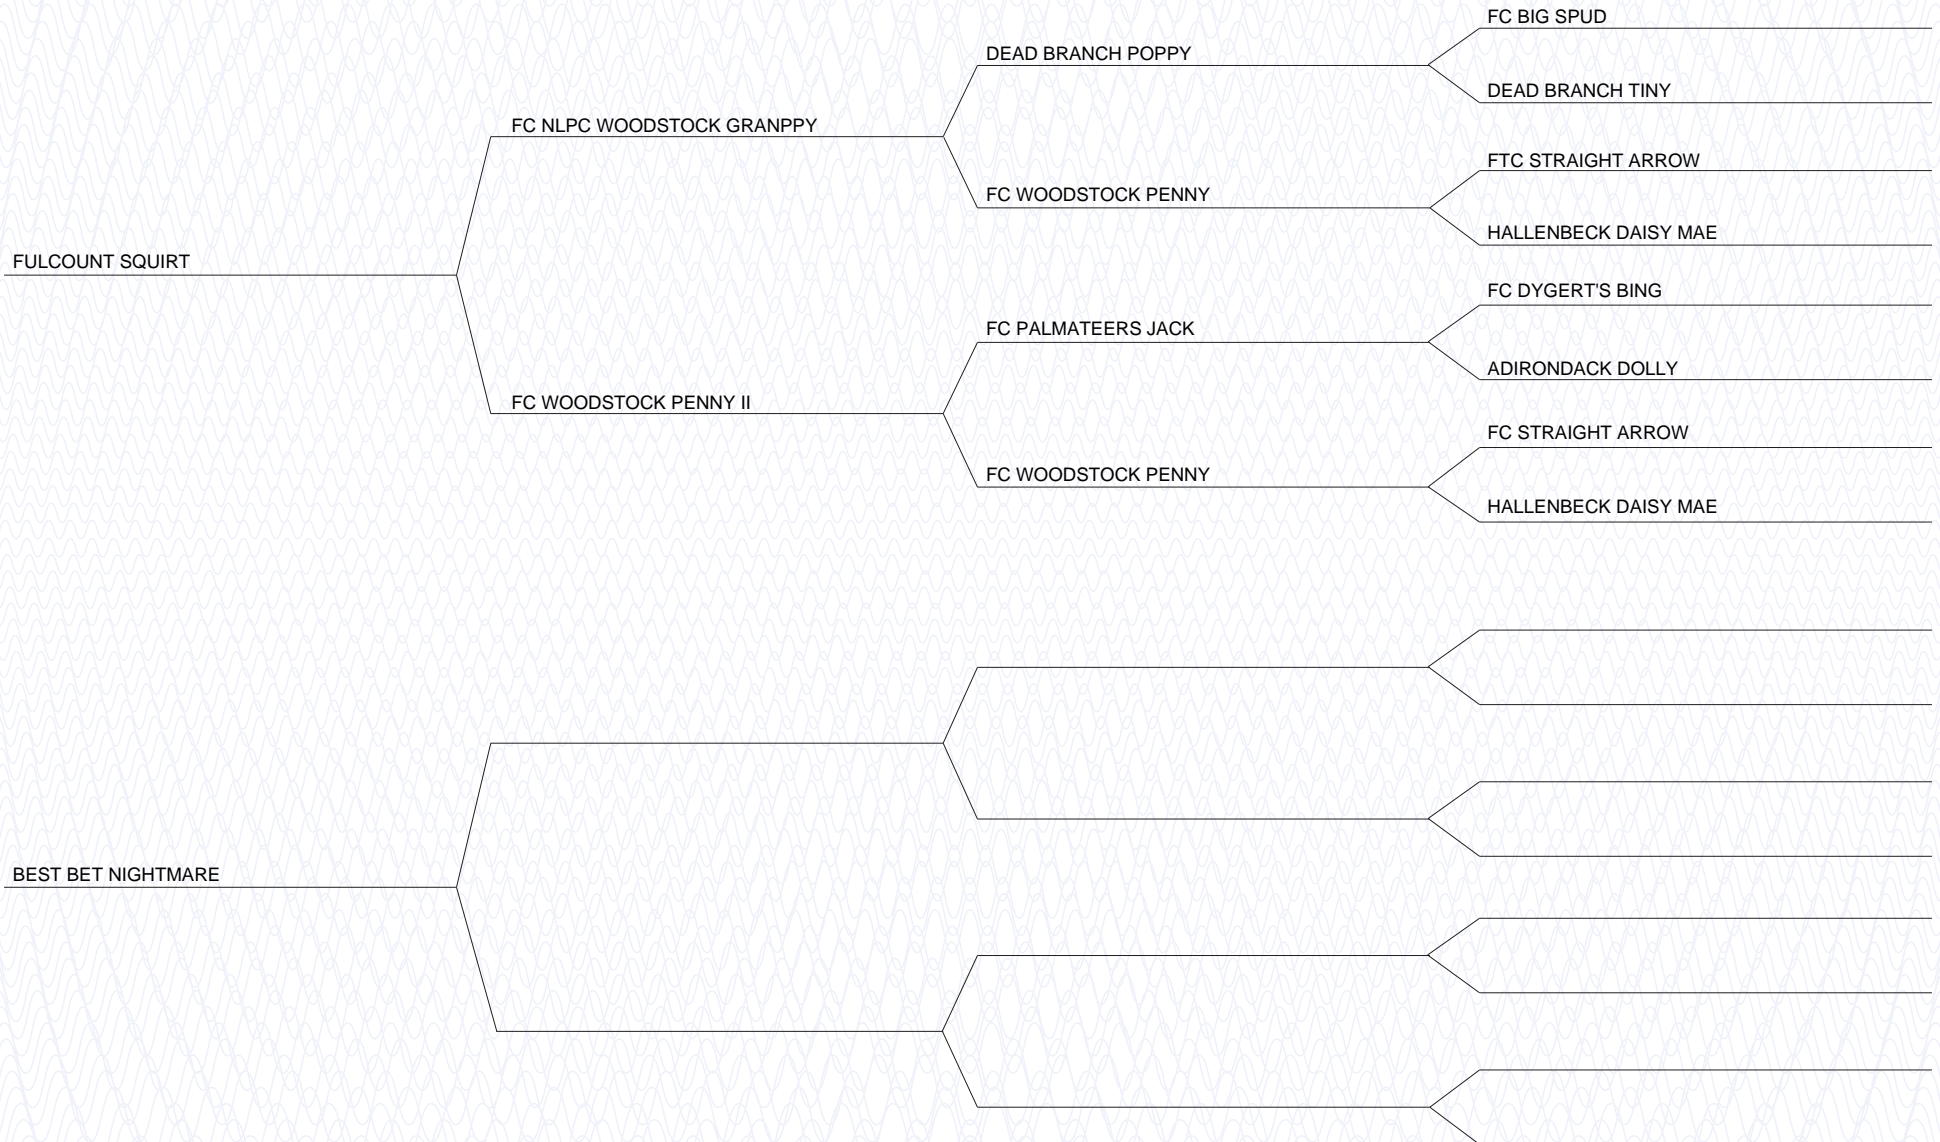 FC BIG SPUD
DEAD BRANCH POPPY
DEAD BRANCH TINY
FC NLPC WOODSTOCK GRANPPY
FTC STRAIGHT ARROW
FC WOODSTOCK PENNY
HALLENBECK DAISY MAE
FULCOUNT SQUIRT
FC DYGERT'S BING
FC PALMATEERS JACK
ADIRONDACK DOLLY
FC WOODSTOCK PENNY II
FC STRAIGHT ARROW
FC WOODSTOCK PENNY
HALLENBECK DAISY MAE
BEST BET NIGHTMARE